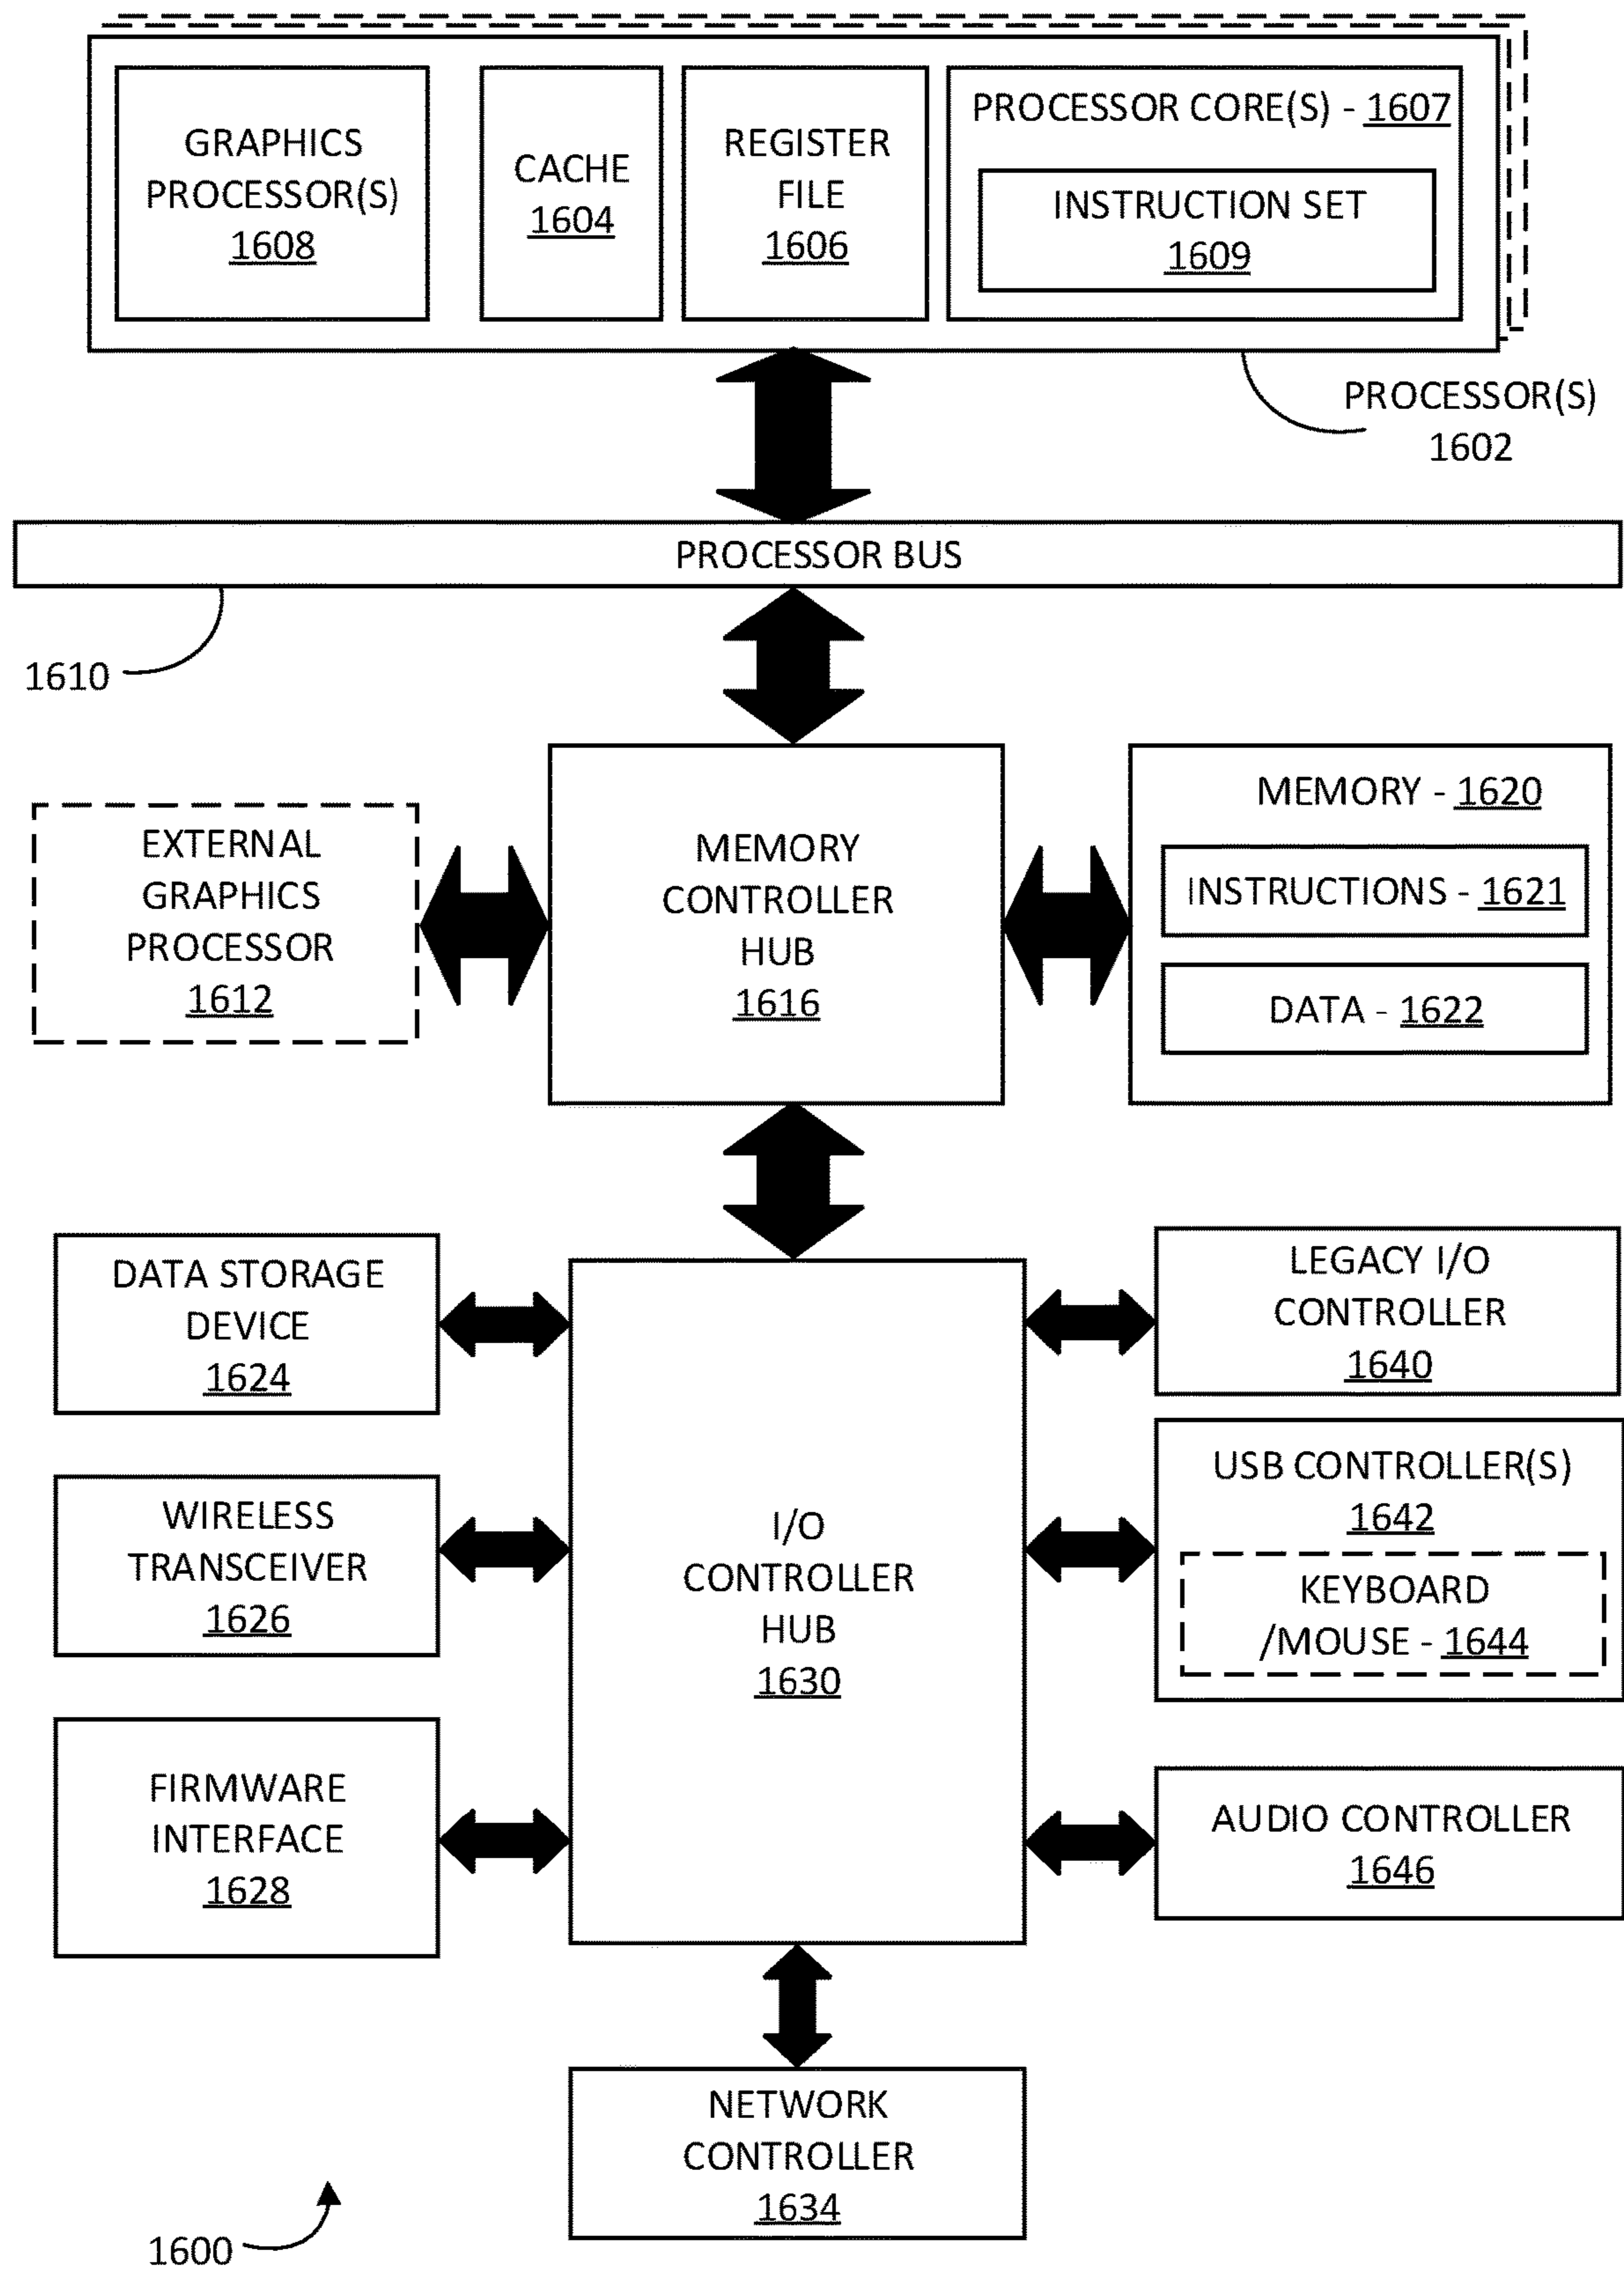 GRAPHICS
PROCESSOR(S)
1608
CACHE
1604
REGISTER
FILE
1606
PROCESSOR CORE(S) - 1607
INSTRUCTION SET
1609
PROCESSOR(S)
1602
PROCESSOR BUS
1610
EXTERNAL
GRAPHICS
PROCESSOR
1612
MEMORY
CONTROLLER
HUB
1616
MEMORY - 1620
INSTRUCTIONS - 1621
DATA - 1622
DATA STORAGE
DEVICE
1624
WIRELESS
TRANSCEIVER
1626
FIRMWARE
INTERFACE
1628
I/O
CONTROLLER
HUB
1630
LEGACY I/O
CONTROLLER
1640
USB CONTROLLER(S)
1642
KEYBOARD
/MOUSE - 1644
AUDIO CONTROLLER
1646
NETWORK
CONTROLLER
1634
1600